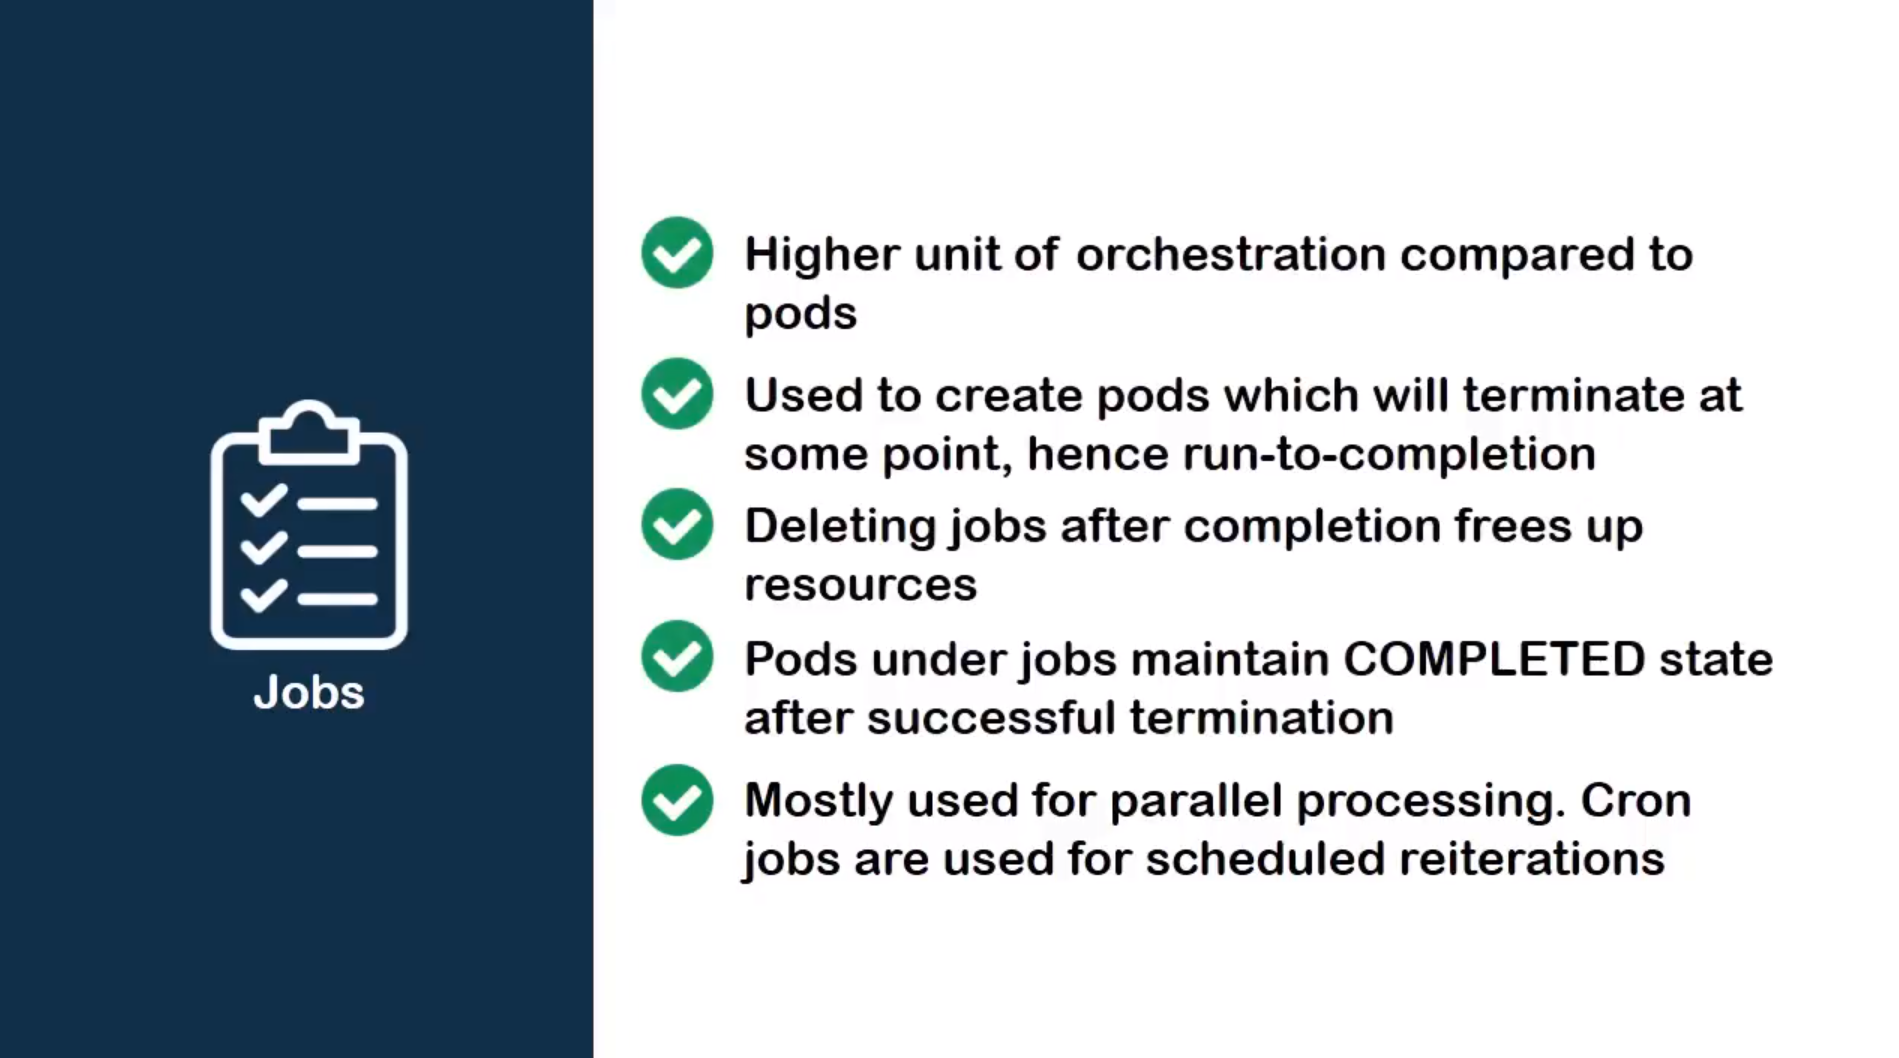 Jobs
Higher unit of orchestration compared to
pods
Used to create pods which will terminate at
some point, hence run-to-completion
Deleting jobs after completion frees up
resources
Pods under jobs maintain COMPLETED state
after successful termination
Mostly used for parallel processing. Cron
jobs are used for scheduled reiterations